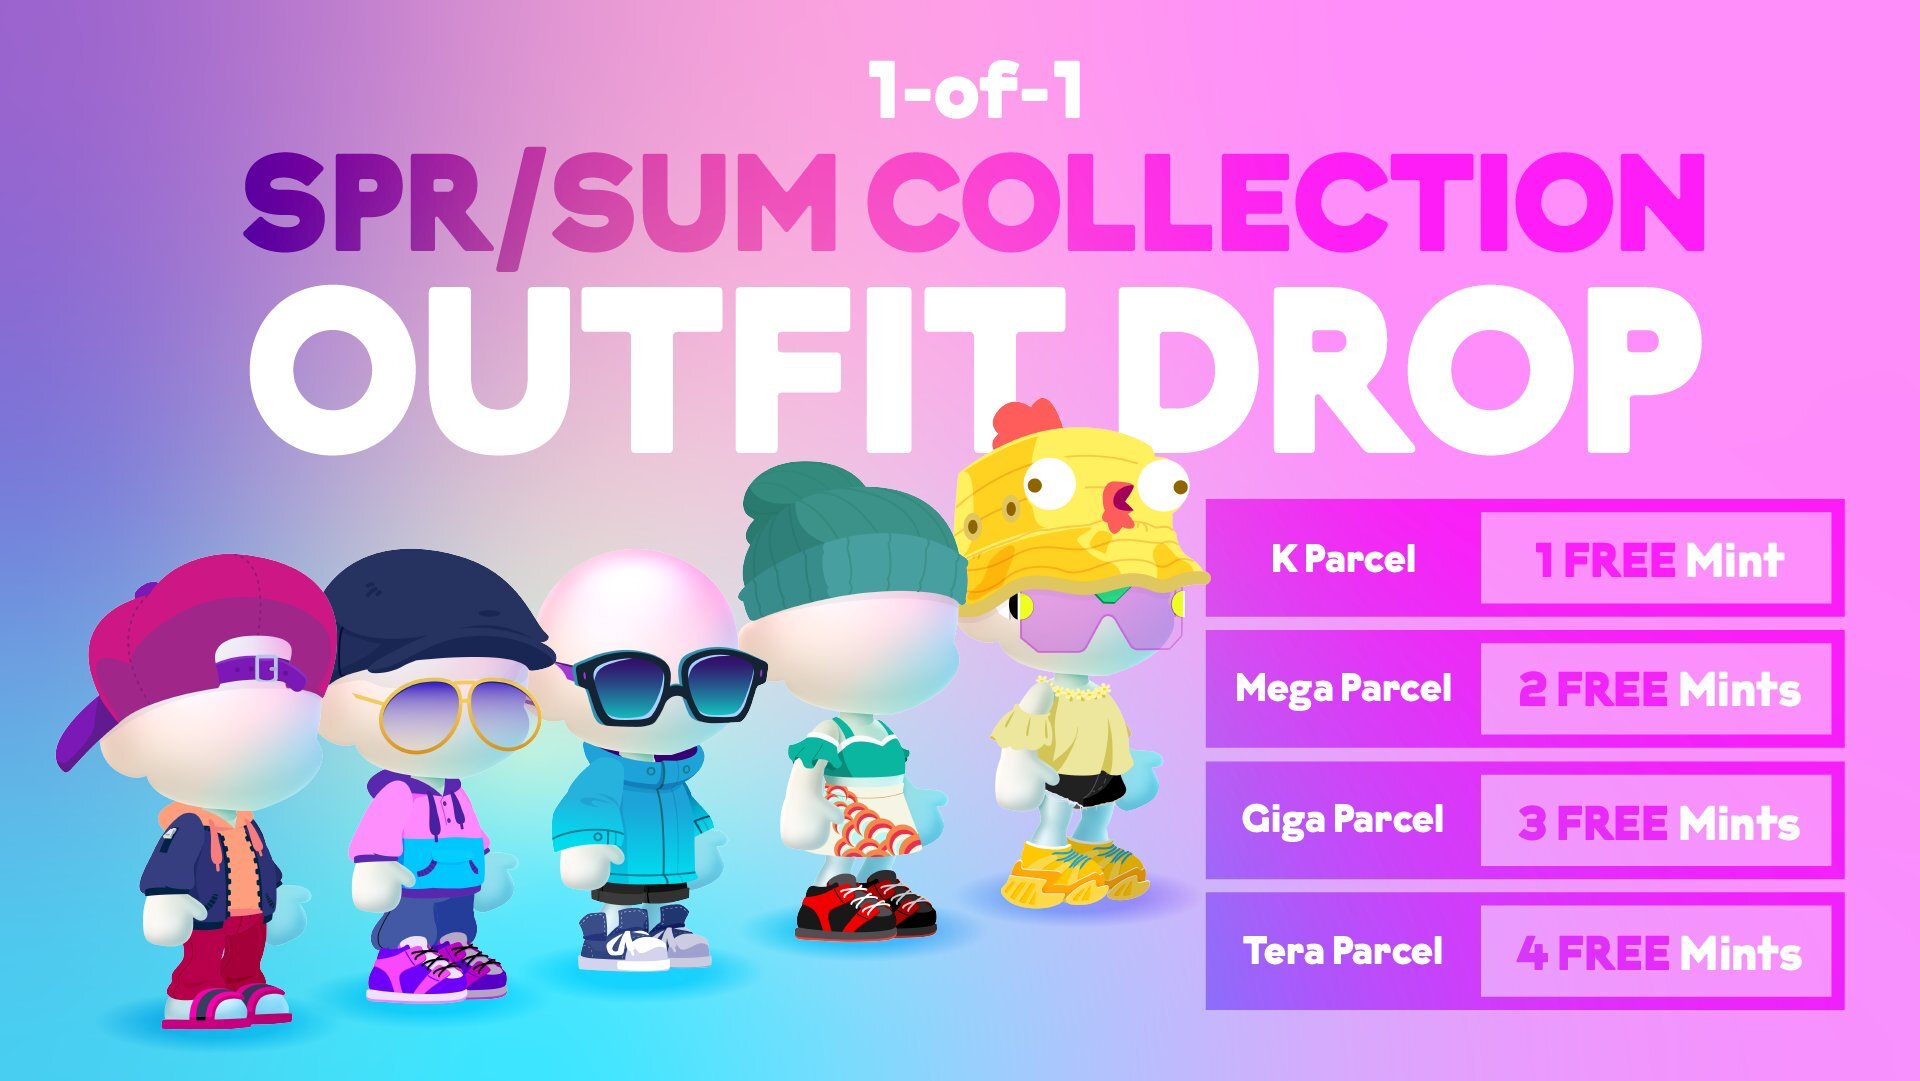 1-of-1
SPR/SUM COLLECTION
OUTFIT DROP
K Parcel 1 FREE Mint
Mega Parcel 2 FREE Mints
Giga Parcel 3 FREE Mints
Tera Parcel 4 FREE Mints